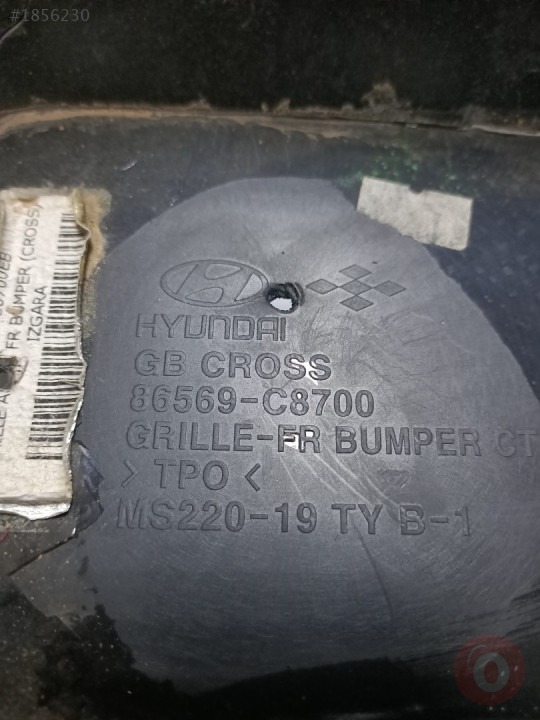 #1856230
FR BUMPER (CROSS)
IZGARA
HYUNDAI
GB CROSS
86569-C8700
GRILLE-FR BUMPER CT
> TPO <
MS220-19 TY B-1